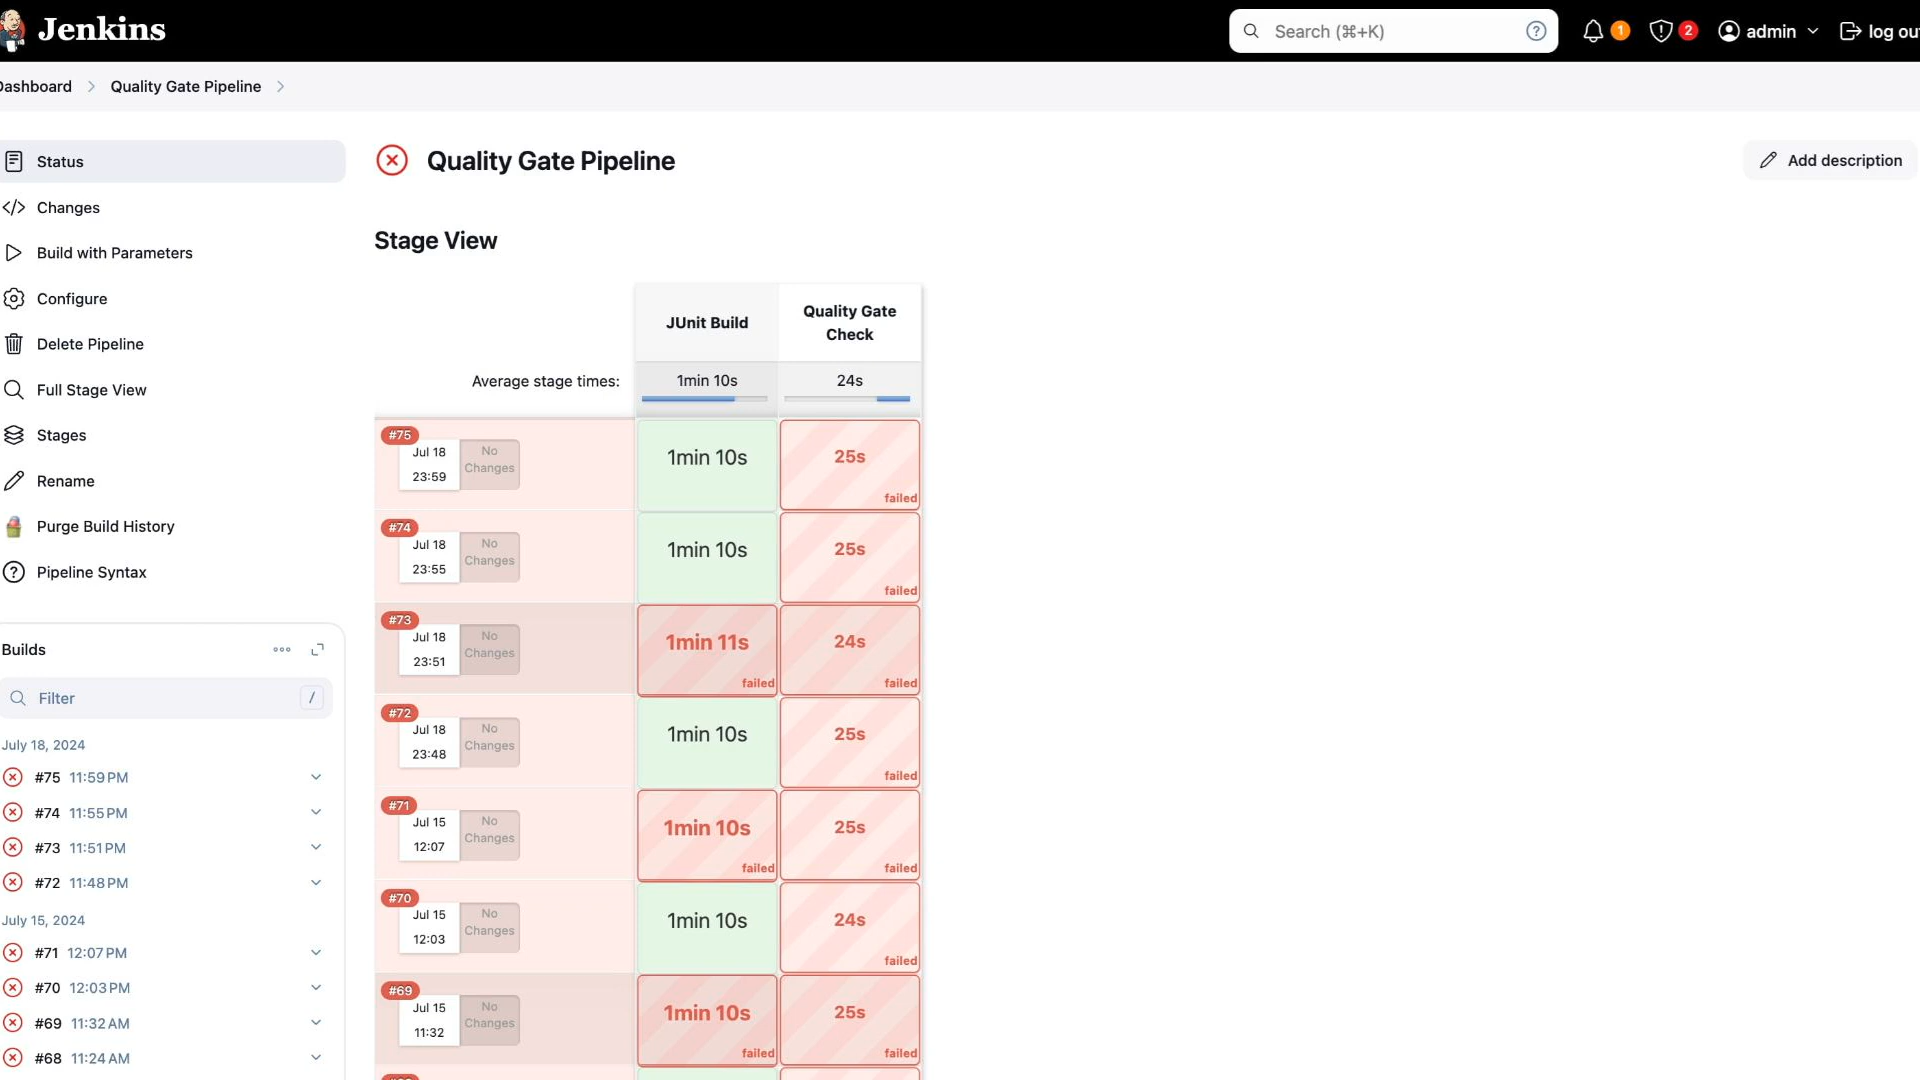 Jenkins
Search (⌘+K)
?
1
2
admin
log out
Dashboard
Quality Gate Pipeline
Status
Changes
Build with Parameters
Configure
Delete Pipeline
Full Stage View
Stages
Rename
Purge Build History
Pipeline Syntax
Builds
Filter
/
July 18, 2024
#75 11:59 PM
#74 11:55 PM
#73 11:51 PM
#72 11:48 PM
July 15, 2024
#71 12:07 PM
#70 12:03 PM
#69 11:32 AM
#68 11:24 AM
Quality Gate Pipeline
Add description
Stage View
JUnit Build
Quality Gate
Check
Average stage times:
1min 10s
24s
#75
Jul 18
23:59
No
Changes
1min 10s
25s
failed
#74
Jul 18
23:55
No
Changes
1min 10s
25s
failed
#73
Jul 18
23:51
No
Changes
1min 11s
failed
24s
failed
#72
Jul 18
23:48
No
Changes
1min 10s
25s
failed
#71
Jul 15
12:07
No
Changes
1min 10s
failed
25s
failed
#70
Jul 15
12:03
No
Changes
1min 10s
24s
failed
#69
Jul 15
11:32
No
Changes
1min 10s
failed
25s
failed